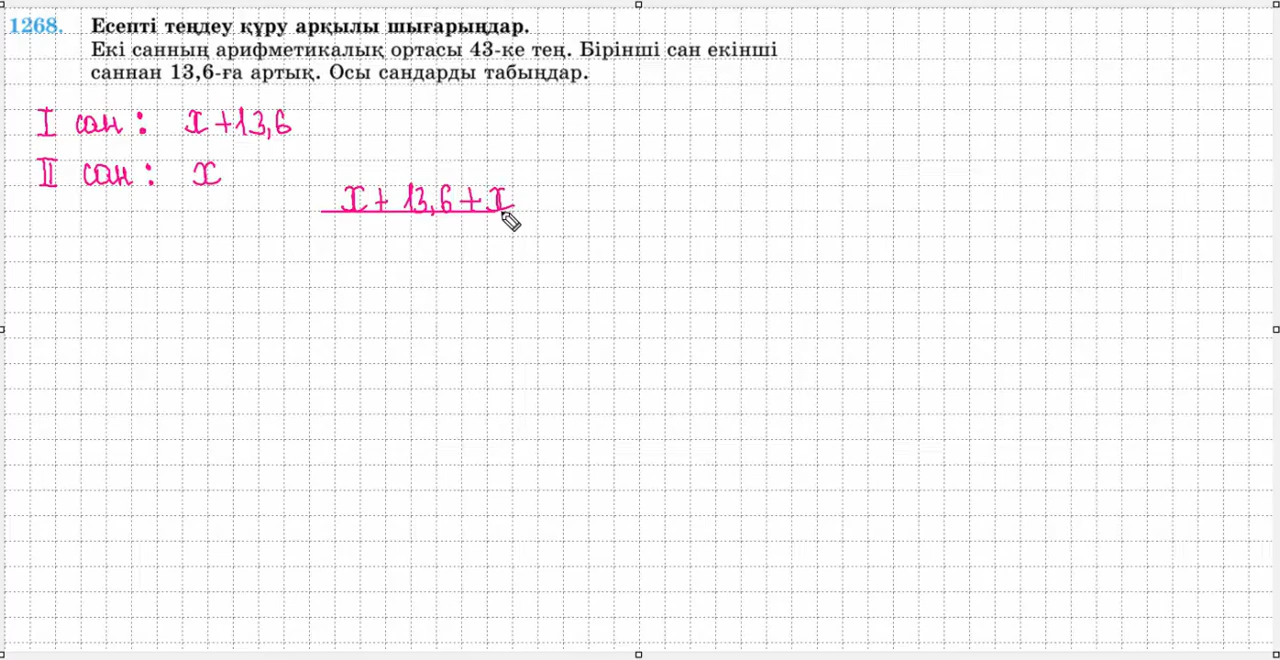 1268. Есепті теңдеу құру арқылы шығарыңдар.
Екі санның арифметикалық ортасы 43-ке тең. Бірінші сан екінші
саннан 13,6-ға артық. Осы сандарды табыңдар.
I сан: x+13,6
II сан: x
x+13,6+x